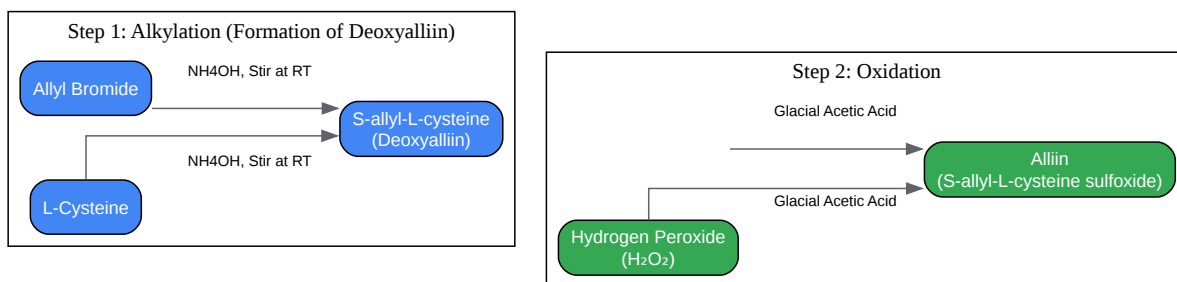 Step 1: Alkylation (Formation of Deoxyalliin)
Allyl Bromide
NH4OH, Stir at RT
S-allyl-L-cysteine
(Deoxyalliin)
NH4OH, Stir at RT
L-Cysteine
Step 2: Oxidation
Glacial Acetic Acid
Alliin
(S-allyl-L-cysteine sulfoxide)
Glacial Acetic Acid
Hydrogen Peroxide
(H₂O₂)